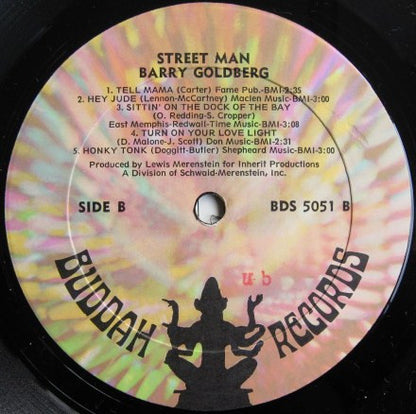 STREET MAN
BARRY GOLDBERG
1. TELL MAMA (Carter) Fame Pub.-BMI-2:35
2. HEY JUDE (Lennon-McCartney) Maclen Music-BMI-3:00
3. SITTIN' ON THE DOCK OF THE BAY
(O. Redding-S. Cropper)
East Memphis-Redwall-Time Music-BMI-3:08
4. TURN ON YOUR LOVE LIGHT
(D. Malone-J. Scott) Don Music-BMI-2:31
5. HONKY TONK (Doggitt-Butler) Shepheard Music-BMI-3:00
Produced by Lewis Merenstein for Inherit Productions
A Division of Schwaid-Merenstein, Inc.
SIDE B
BDS 5051 B
u b
BUDDAH RECORDS